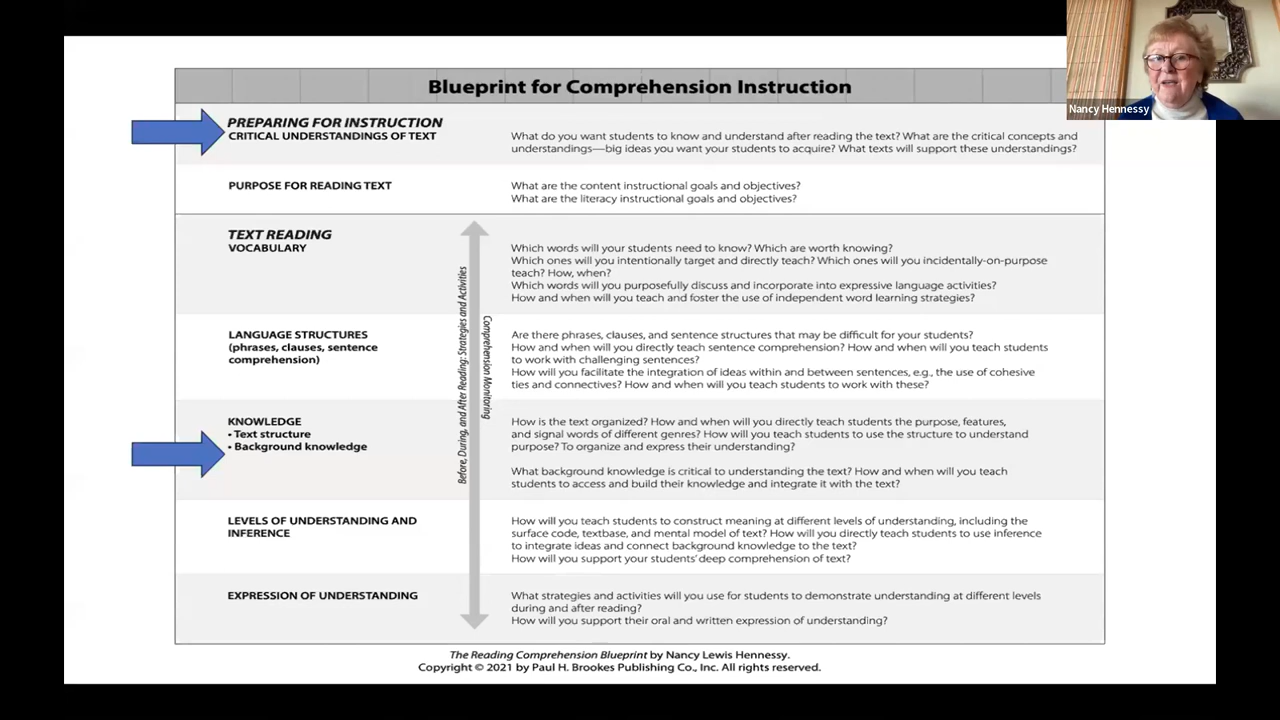 Blueprint for Comprehension Instruction
Nancy Hennessy
PREPARING FOR INSTRUCTION
CRITICAL UNDERSTANDINGS OF TEXT
What do you want students to know and understand after reading the text? What are the critical concepts and
understandings—big ideas you want your students to acquire? What texts will support these understandings?
PURPOSE FOR READING TEXT
What are the content instructional goals and objectives?
What are the literacy instructional goals and objectives?
TEXT READING
VOCABULARY
Which words will your students need to know? Which are worth knowing?
Which ones will you intentionally target and directly teach? Which ones will you incidentally-on-purpose
teach? How, when?
Which words will you purposefully discuss and incorporate into expressive language activities?
How and when will you teach and foster the use of independent word learning strategies?
Before, During, and After Reading: Strategies and Activities
Comprehension Monitoring
LANGUAGE STRUCTURES
(phrases, clauses, sentence
comprehension)
Are there phrases, clauses, and sentence structures that may be difficult for your students?
How and when will you directly teach sentence comprehension? How and when will you teach students
to work with challenging sentences?
How will you facilitate the integration of ideas within and between sentences, e.g., the use of cohesive
ties and connectives? How and when will you teach students to work with these?
KNOWLEDGE
• Text structure
• Background knowledge
How is the text organized? How and when will you directly teach students the purpose, features,
and signal words of different genres? How will you teach students to use the structure to understand
purpose? To organize and express their understanding?
What background knowledge is critical to understanding the text? How and when will you teach
students to access and build their knowledge and integrate it with the text?
LEVELS OF UNDERSTANDING AND
INFERENCE
How will you teach students to construct meaning at different levels of understanding, including the
surface code, textbase, and mental model of text? How will you directly teach students to use inference
to integrate ideas and connect background knowledge to the text?
How will you support your students' deep comprehension of text?
EXPRESSION OF UNDERSTANDING
What strategies and activities will you use for students to demonstrate understanding at different levels
during and after reading?
How will you support their oral and written expression of understanding?
The Reading Comprehension Blueprint by Nancy Lewis Hennessy.
Copyright © 2021 by Paul H. Brookes Publishing Co., Inc. All rights reserved.